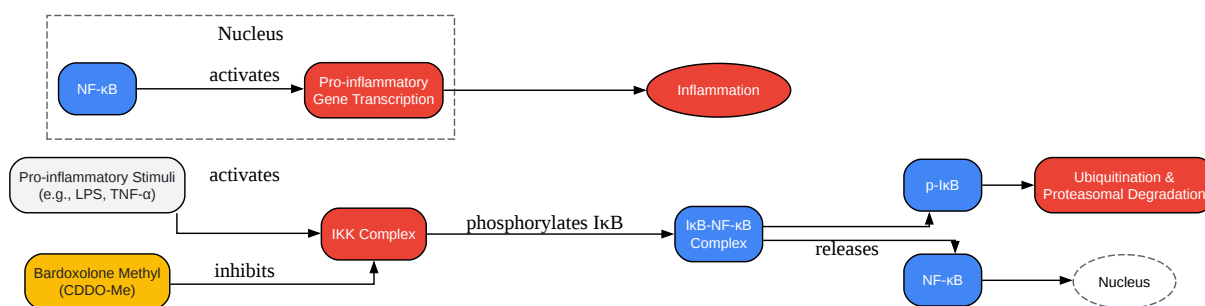 Nucleus
NF-κB
activates
Pro-inflammatory
Gene Transcription
Inflammation
Pro-inflammatory Stimuli
(e.g., LPS, TNF-α)
activates
IKK Complex
phosphorylates IκB
IκB-NF-κB
Complex
p-IκB
Ubiquitination &
Proteasomal Degradation
releases
Bardoxolone Methyl
(CDDO-Me)
inhibits
NF-κB
Nucleus